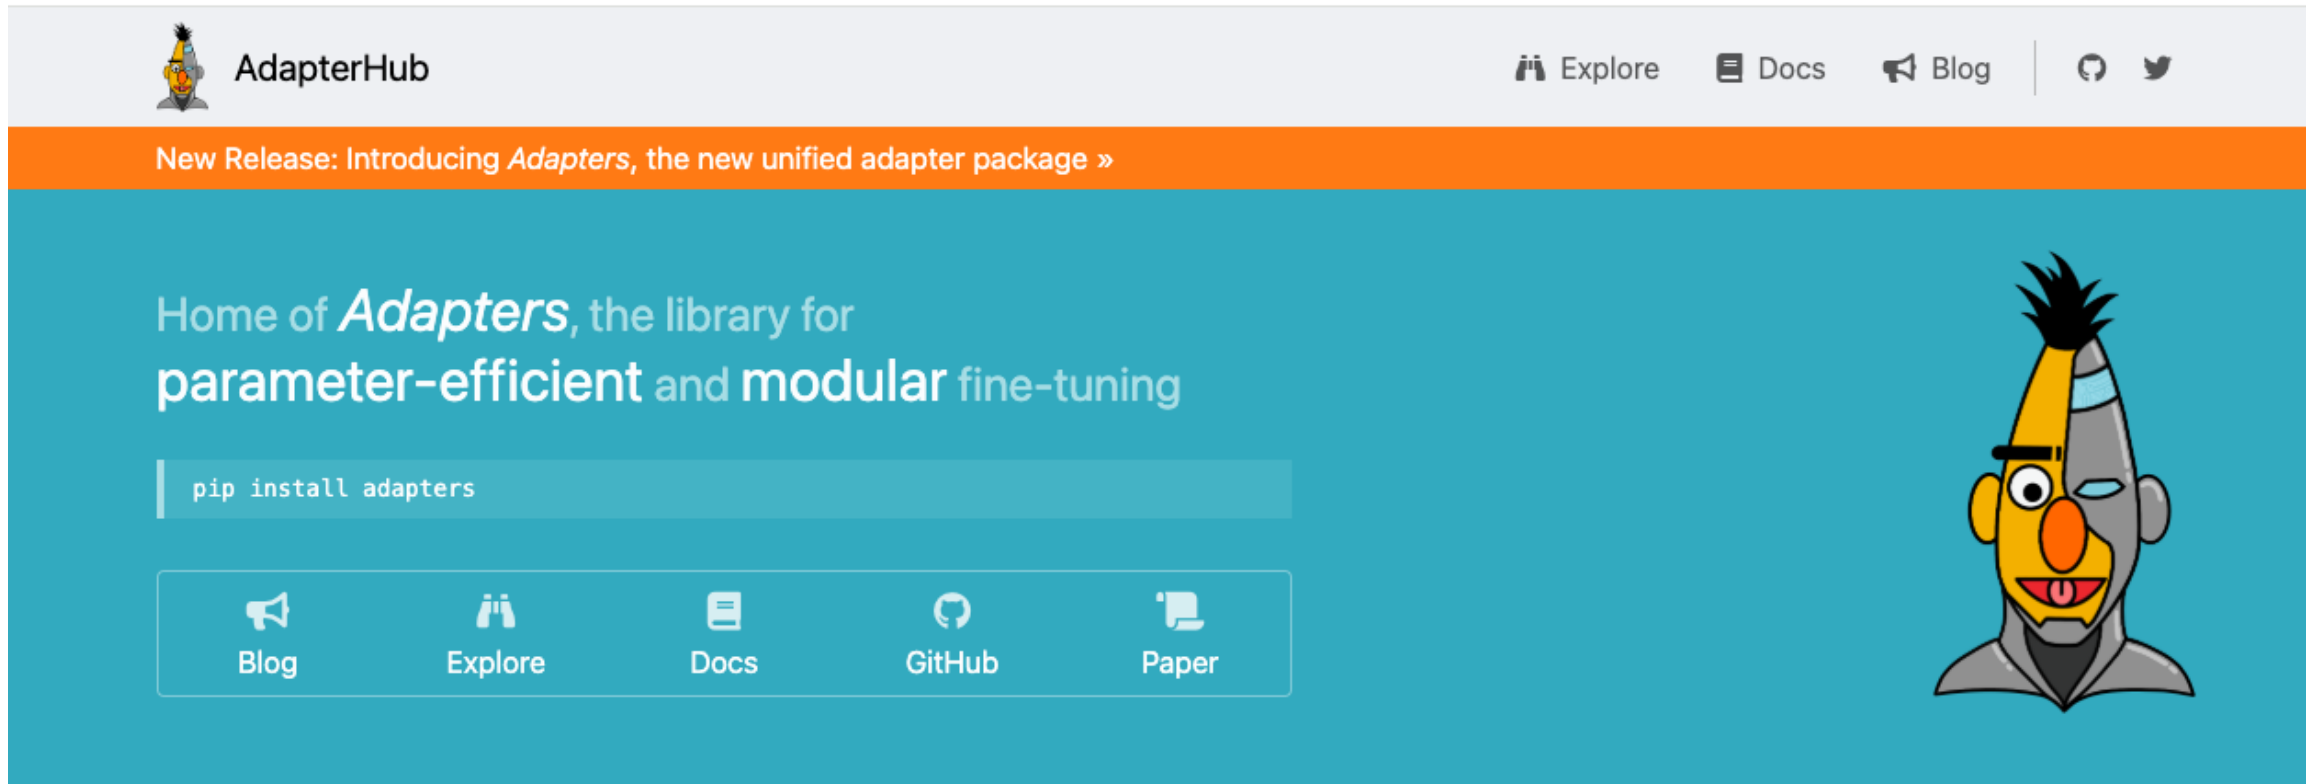 AdapterHub
Explore Docs Blog
New Release: Introducing Adapters, the new unified adapter package »
Home of Adapters, the library for
parameter-efficient and modular fine-tuning
pip install adapters
Blog Explore Docs GitHub Paper